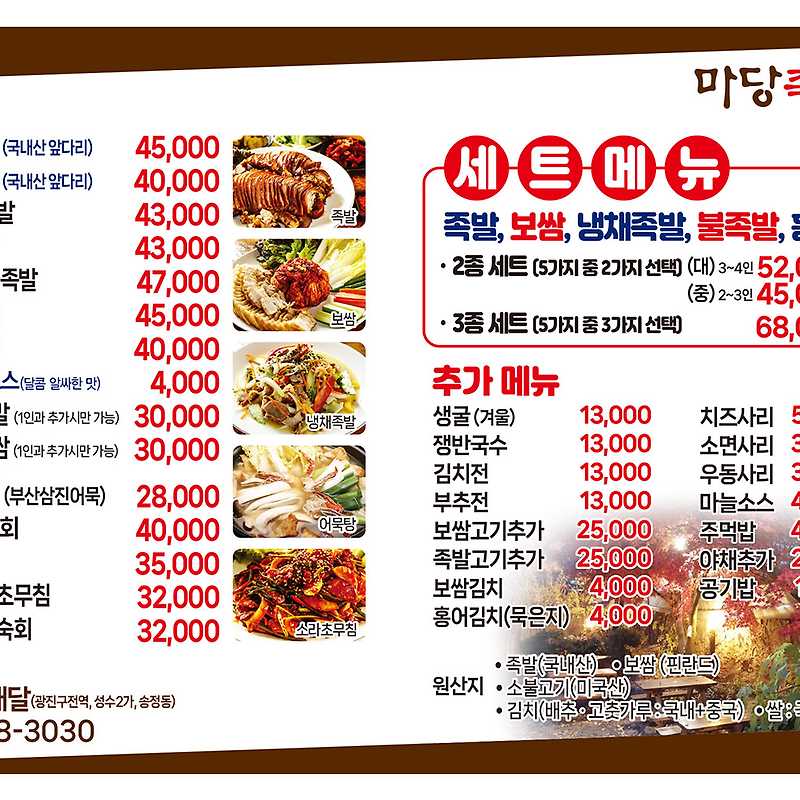 마당족
(국내산 앞다리) 45,000
(국내산 앞다리) 40,000
발 43,000
43,000
족발 47,000
45,000
40,000
스(달콤 알싸한 맛) 4,000
발 (1인과 추가시만 가능) 30,000
쌈 (1인과 추가시만 가능) 30,000
(부산삼진어묵) 28,000
회 40,000
35,000
초무침 32,000
숙회 32,000
족발
보쌈
냉채족발
어묵탕
소라초무침
배달(광진구전역, 성수2가, 송정동)
8-3030
세트메뉴
족발, 보쌈, 냉채족발, 불족발,
· 2종 세트 (5가지 중 2가지 선택) (대) 3~4인 52,0
(중) 2~3인 45,0
· 3종 세트 (5가지 중 3가지 선택) 68,0
추가 메뉴
생굴 (겨울) 13,000
쟁반국수 13,000
김치전 13,000
부추전 13,000
보쌈고기추가 25,000
족발고기추가 25,000
보쌈김치 4,000
홍어김치(묵은지) 4,000
치즈사리 5
소면사리 3
우동사리 3
마늘소스 4
주먹밥 4
야채추가 2
공기밥
원산지
• 족발(국내산) • 보쌈 (핀란드)
• 소불고기(미국산)
• 김치(배추·고춧가루:국내+중국) • 쌀: